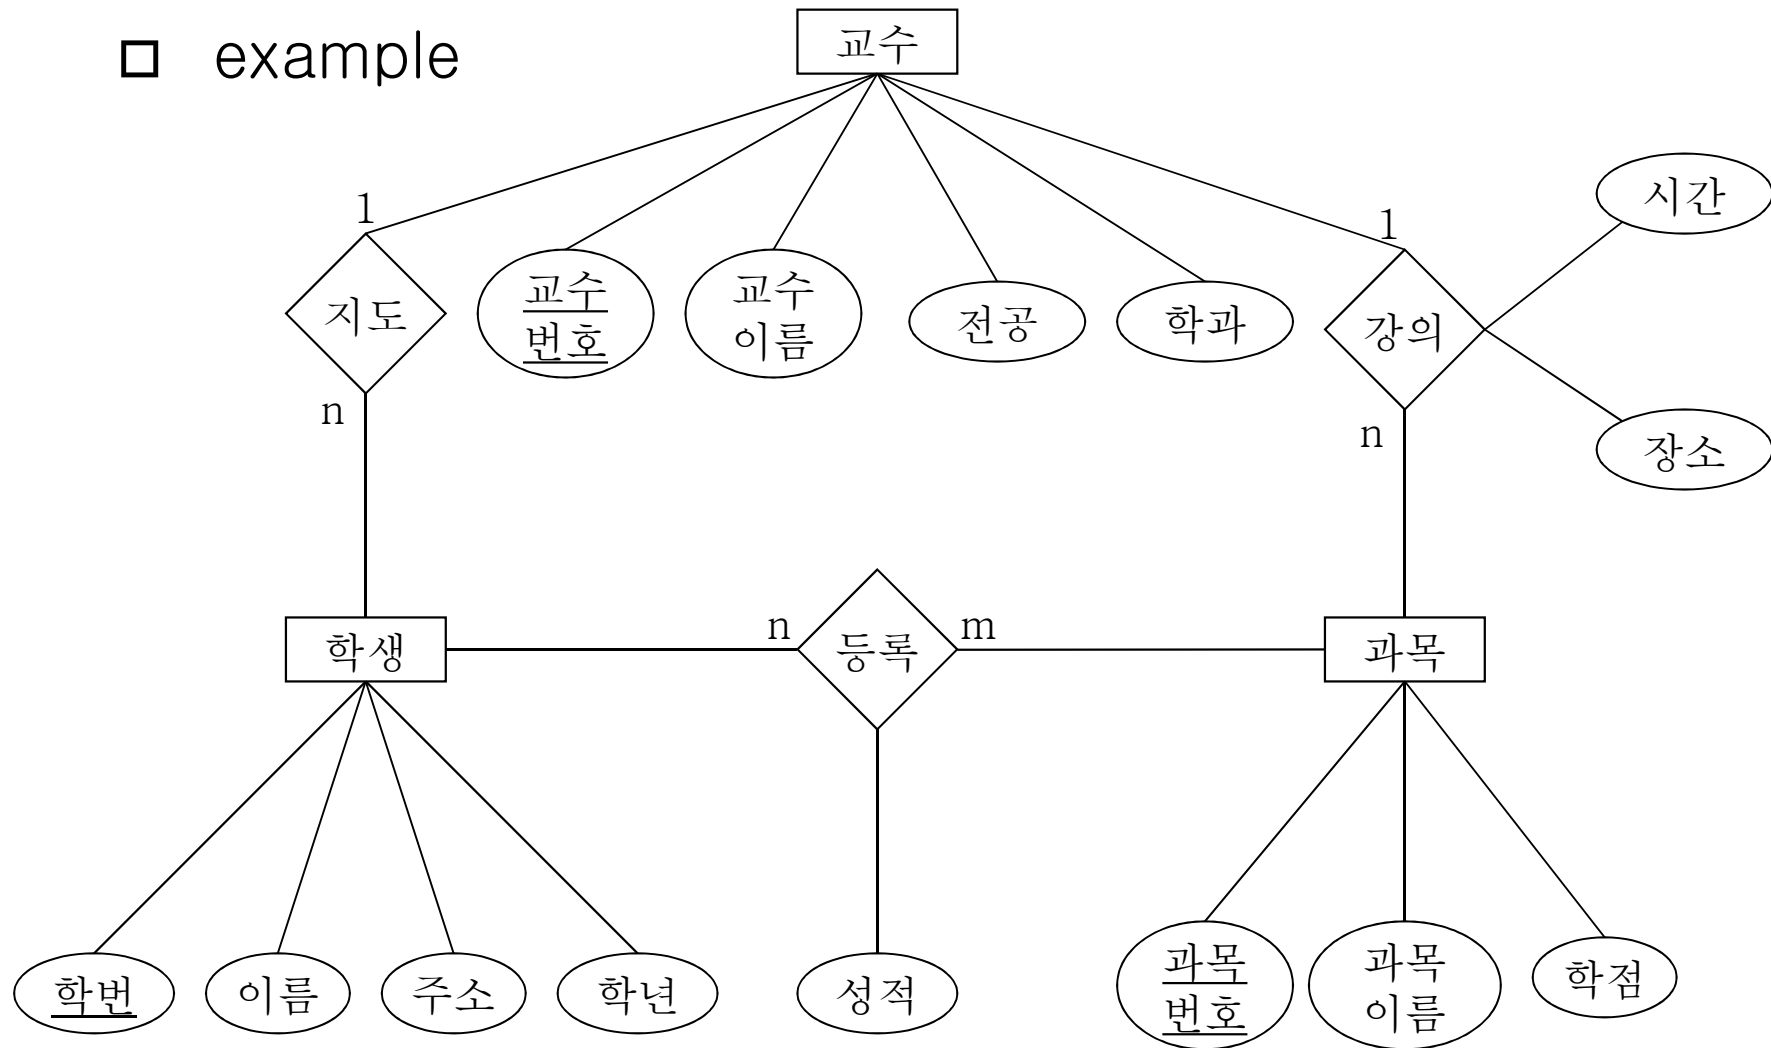 □ example
교수
1
1
시간
지도
교수
번호
교수
이름
전공
학과
강의
n
n
장소
학생
n
등록
m
과목
학번
이름
주소
학년
성적
과목
번호
과목
이름
학점